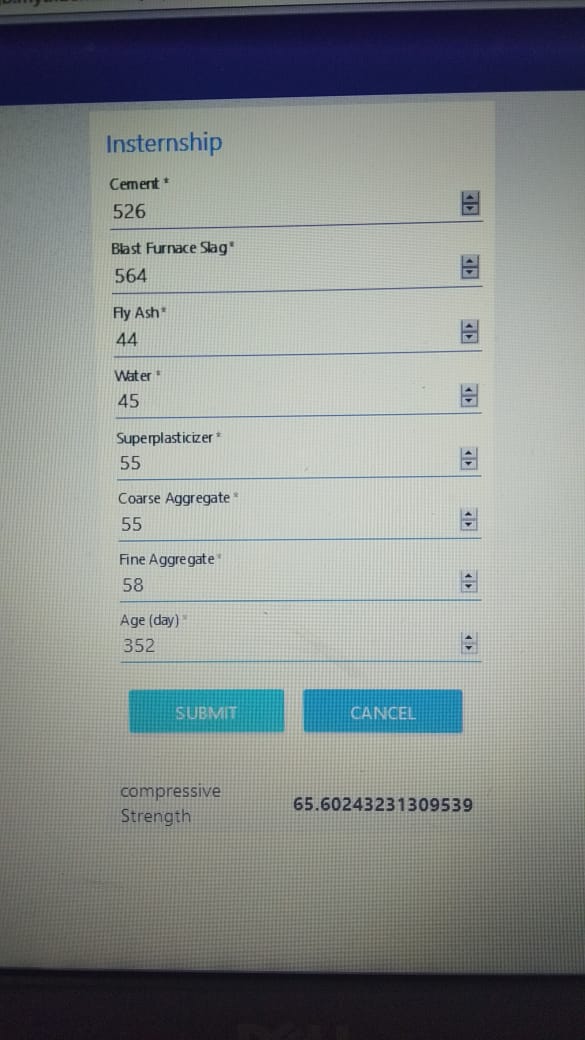 Insternship
Cement *
526
Blast Furnace Slag*
564
Fly Ash*
44
Water *
45
Superplasticizer *
55
Coarse Aggregate *
55
Fine Aggregate *
58
Age (day) *
352
SUBMIT CANCEL
compressive
Strength
65.60243231309539